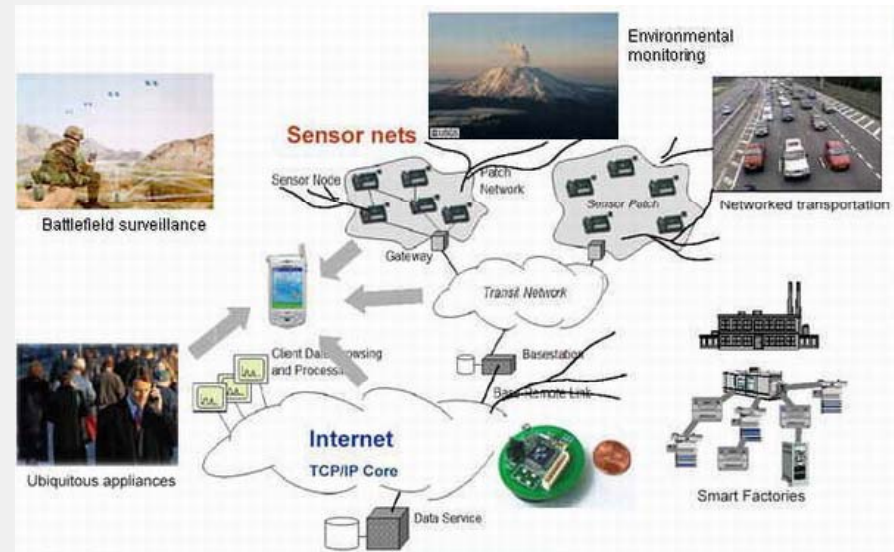 Environmental
monitoring
Sensor nets
Sensor Node
Patch
Network
Sensor Patch
Battlefield surveillance
Networked transportation
Gateway
Transit Network
Client Data Browsing
and Processing
Basestation
Base-Remote Link
Internet
TCP/IP Core
Ubiquitous appliances
Data Service
Smart Factories
©USGS